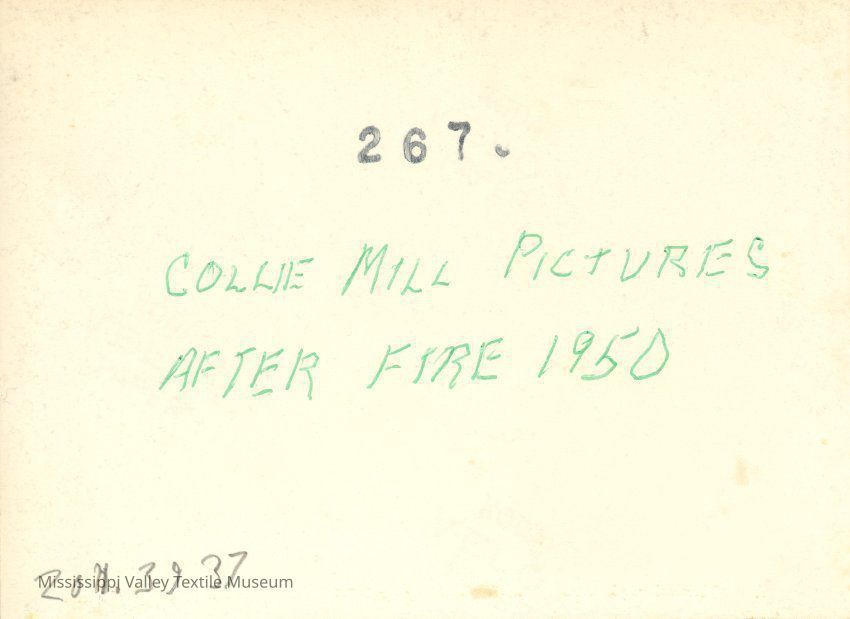 267.
COLLIE MILL PICTURES
AFTER FIRE 1950
Mississippi Valley Textile Museum